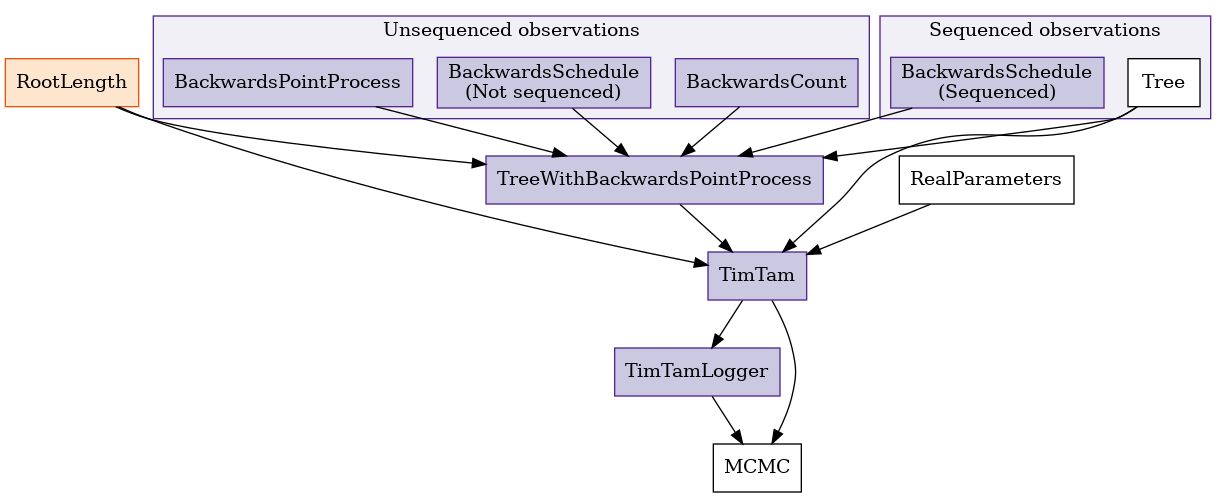 Unsequenced observations
Sequenced observations
RootLength
BackwardsPointProcess
BackwardsSchedule
(Not sequenced)
BackwardsCount
BackwardsSchedule
(Sequenced)
Tree
TreeWithBackwardsPointProcess
RealParameters
TimTam
TimTamLogger
MCMC